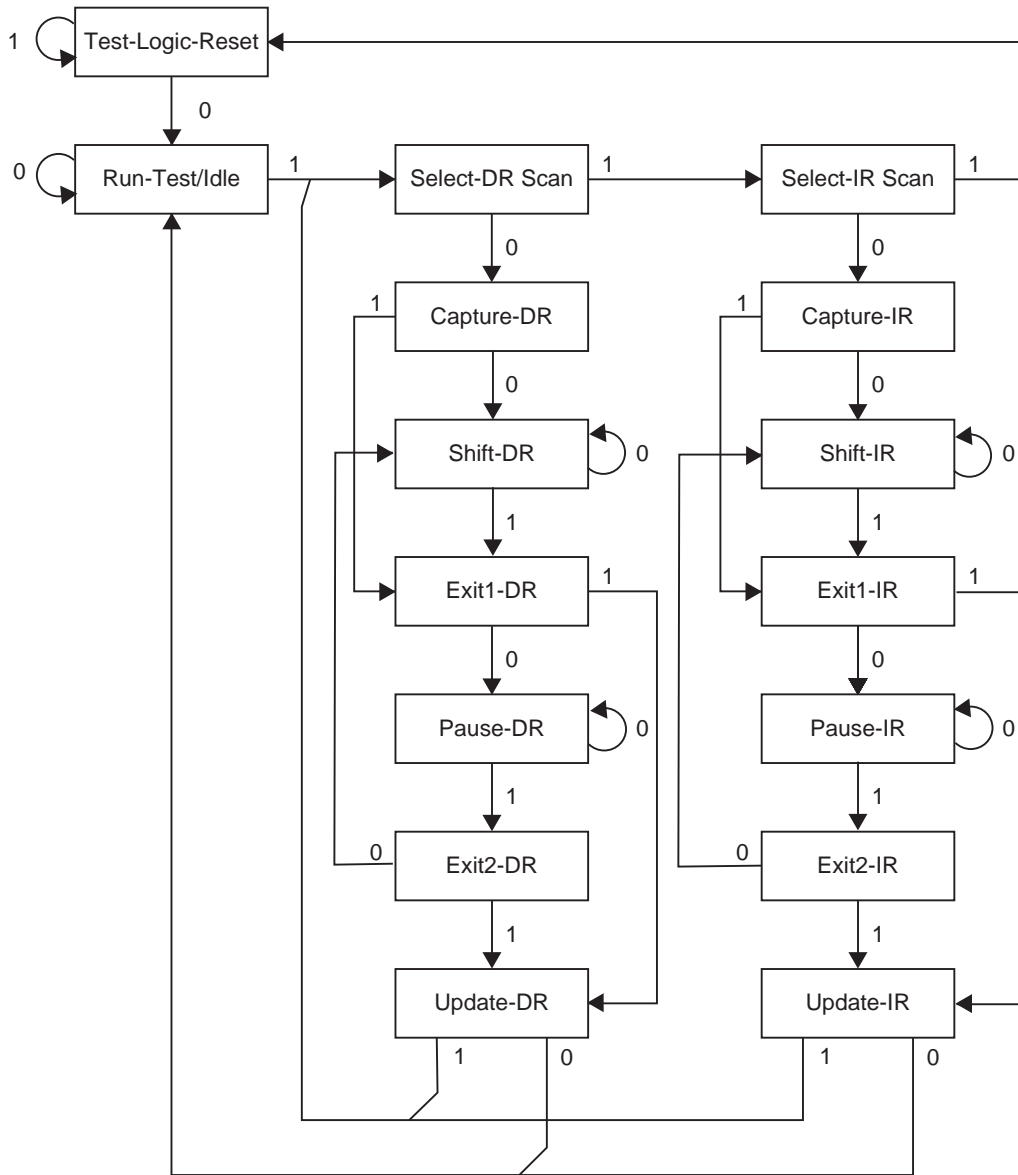 1
Test-Logic-Reset
0
0
Run-Test/Idle
1
Select-DR Scan
1
Select-IR Scan
1
0
0
1
Capture-DR
1
Capture-IR
0
0
Shift-DR
0
Shift-IR
0
1
1
Exit1-DR
1
Exit1-IR
1
0
0
Pause-DR
0
Pause-IR
0
1
1
0
Exit2-DR
0
Exit2-IR
1
1
Update-DR
Update-IR
1
0
1
0